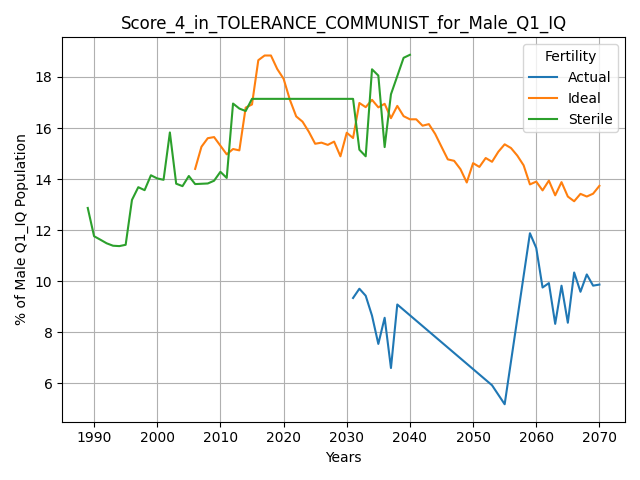 Score_4_in_TOLERANCE_COMMUNIST_for_Male_Q1_IQ
Fertility
Actual
Ideal
Sterile
% of Male Q1_IQ Population
18
16
14
12
10
8
6
1990 2000 2010 2020 2030 2040 2050 2060 2070
Years